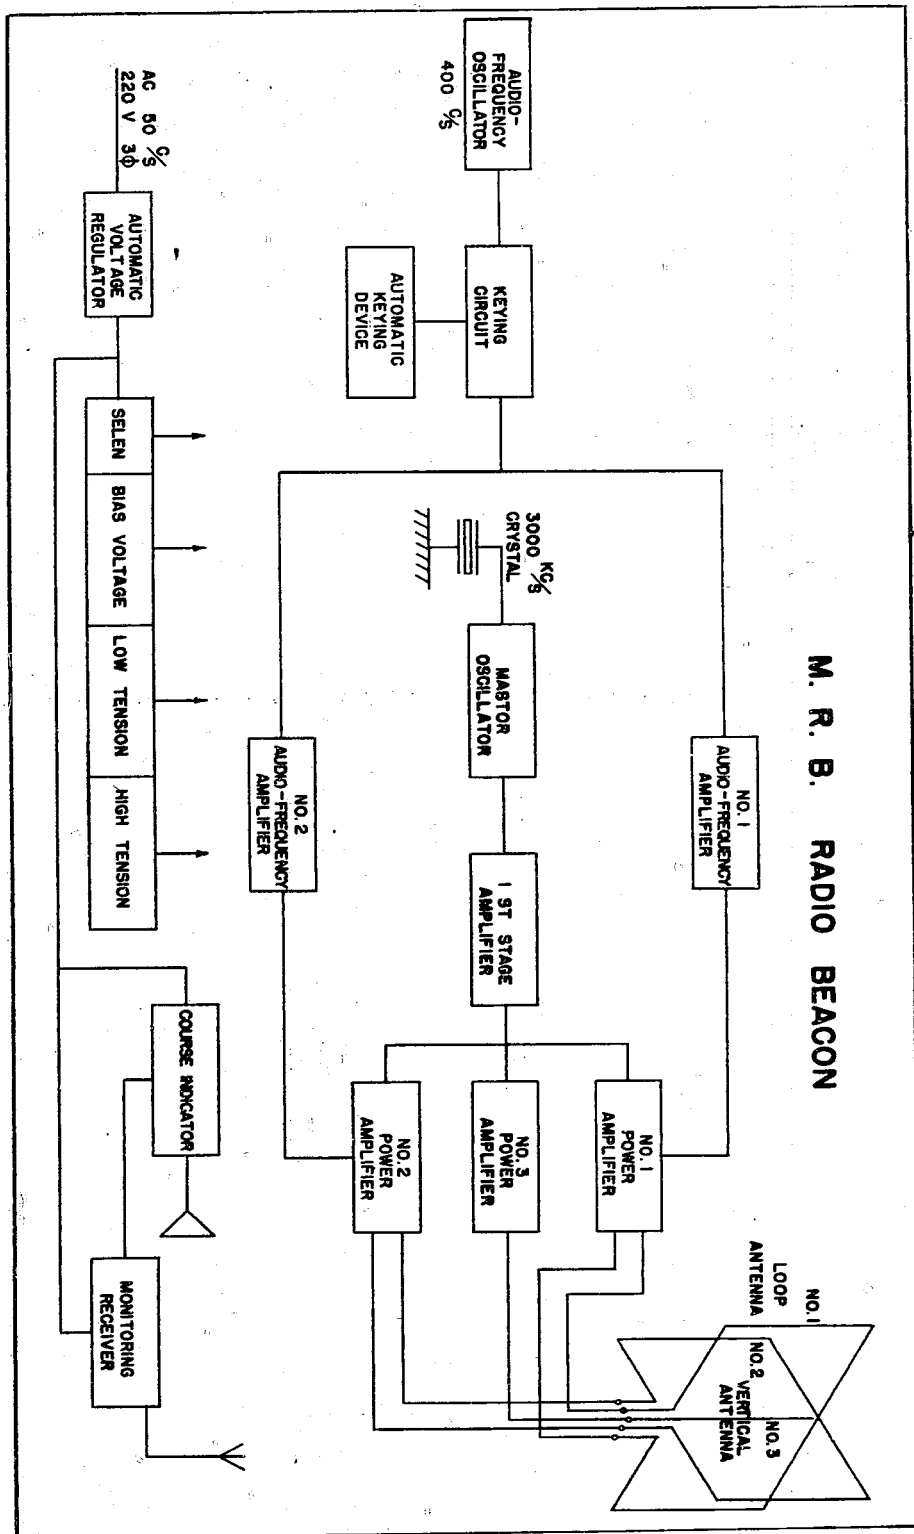 M. R. B. RADIO BEACON
AUDIO-
FREQUENCY
OSCILLATOR
400 C/S
KEYING
CIRCUIT
AUTOMATIC
KEYING
DEVICE
NO. 1
AUDIO-FREQUENCY
AMPLIFIER
3000 KC/S
CRYSTAL
MASTOR
OSCILLATOR
1 ST STAGE
AMPLIFIER
NO. 2
AUDIO-FREQUENCY
AMPLIFIER
NO. 1
POWER
AMPLIFIER
NO. 3
POWER
AMPLIFIER
NO. 2
POWER
AMPLIFIER
NO. 1
LOOP
ANTENNA
NO. 2
NO. 3
VERTICAL
ANTENNA
AC 50 C/S
220 V 3Φ
AUTOMATIC
VOLTAGE
REGULATOR
SELEN
BIAS VOLTAGE
LOW TENSION
HIGH TENSION
COURSE INDICATOR
MONITORING
RECEIVER